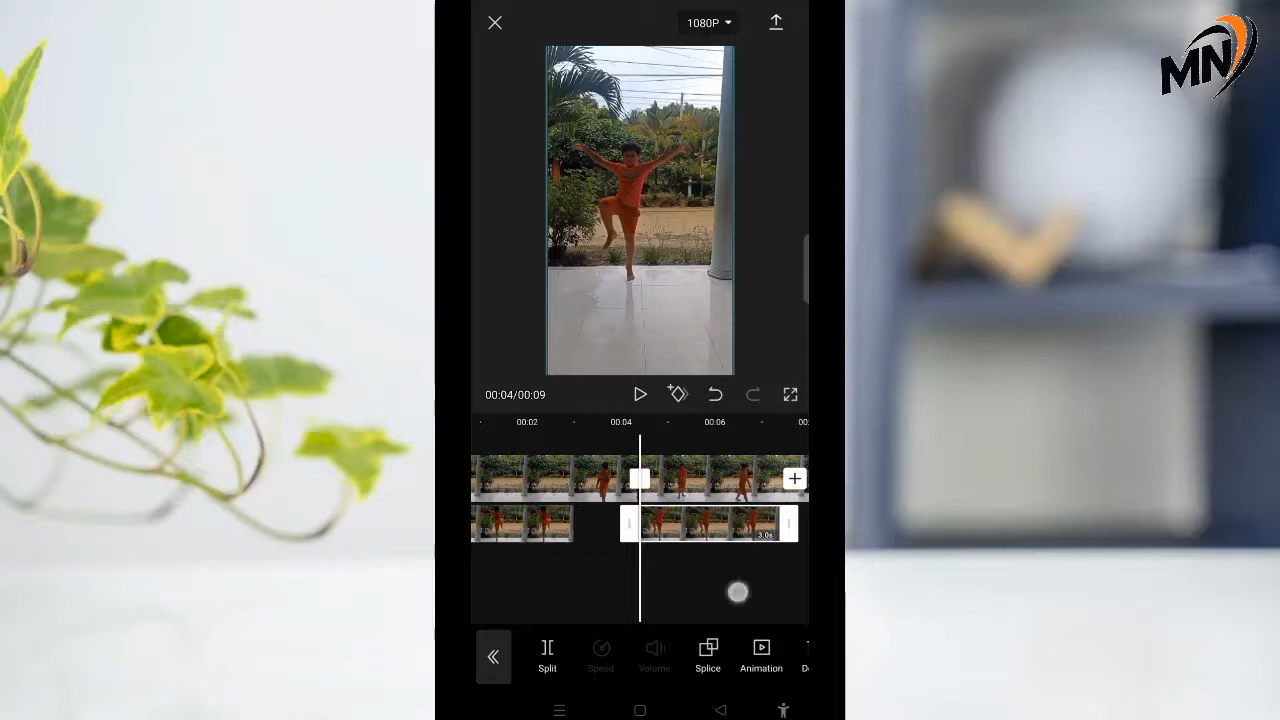 1080P
MN
00:04/00:09
00:02
00:04
00:06
00:
3.0s
Split
Speed
Volume
Splice
Animation
D